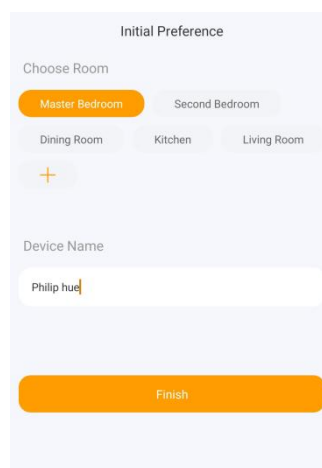 Initial Preference
Choose Room
Master Bedroom Second Bedroom
Dining Room Kitchen Living Room
+
Device Name
Philip hue
Finish